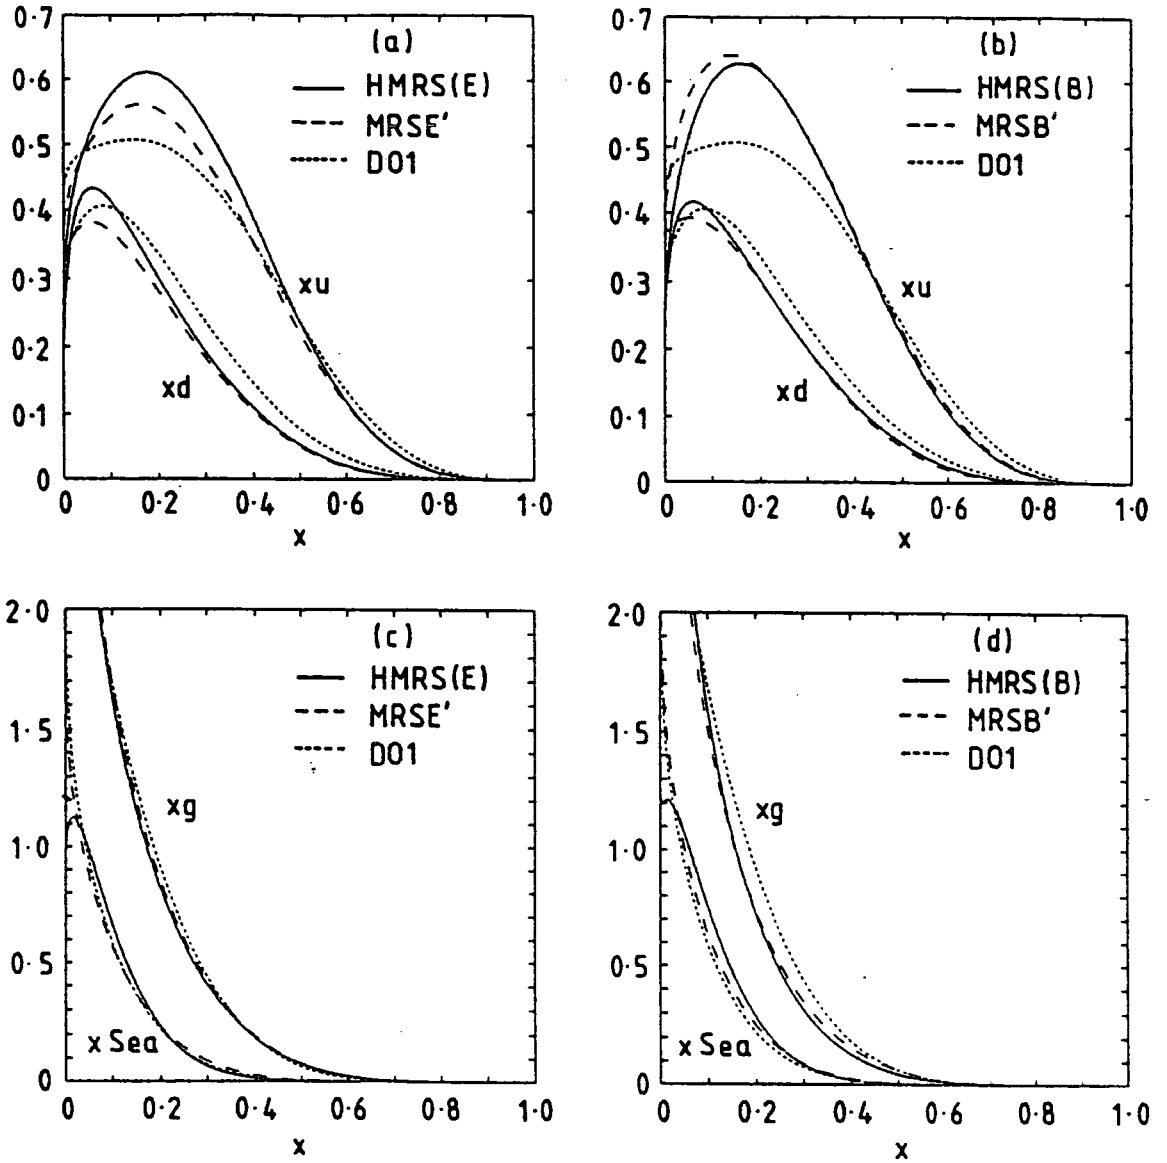 (a)
HMRS(E)
MRSE'
DO1
xu
xd
0·7
0·6
0·5
0·4
0·3
0·2
0·1
0
0 0·2 0·4 0·6 0·8 1·0
x
(b)
HMRS(B)
MRSB'
DO1
xu
xd
0·7
0·6
0·5
0·4
0·3
0·2
0·1
0
0 0·2 0·4 0·6 0·8 1·0
x
(c)
HMRS(E)
MRSE'
DO1
xg
x Sea
2·0
1·5
1·0
0·5
0
0 0·2 0·4 0·6 0·8 1·0
x
(d)
HMRS(B)
MRSB'
DO1
xg
x Sea
2·0
1·5
1·0
0·5
0
0 0·2 0·4 0·6 0·8 1·0
x